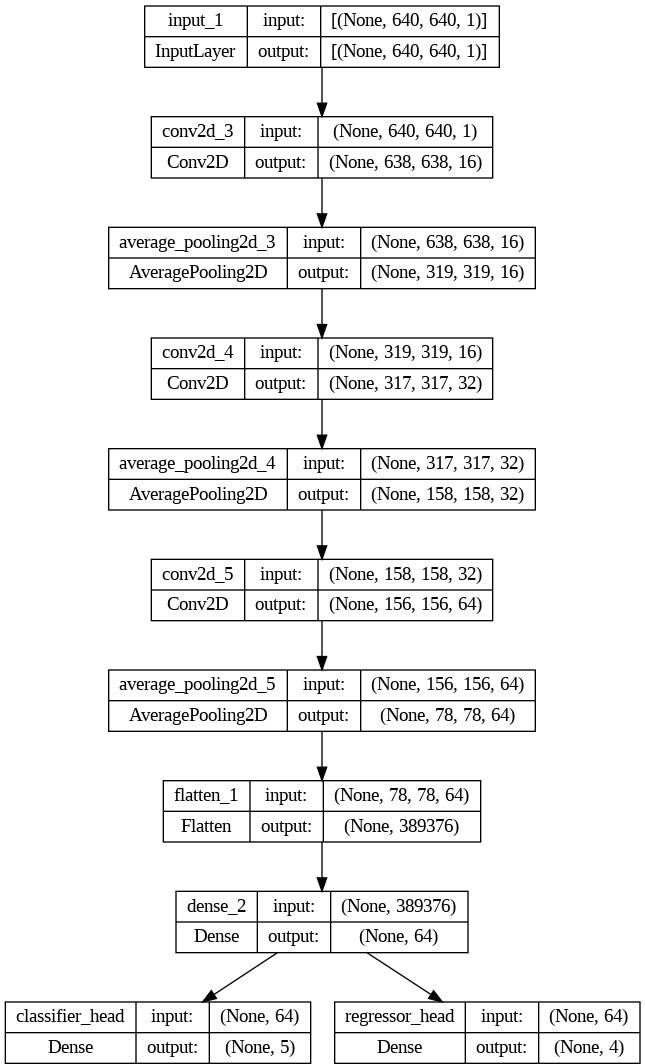 input_1 input: [(None, 640, 640, 1)]
InputLayer output: [(None, 640, 640, 1)]
conv2d_3 input: (None, 640, 640, 1)
Conv2D output: (None, 638, 638, 16)
average_pooling2d_3 input: (None, 638, 638, 16)
AveragePooling2D output: (None, 319, 319, 16)
conv2d_4 input: (None, 319, 319, 16)
Conv2D output: (None, 317, 317, 32)
average_pooling2d_4 input: (None, 317, 317, 32)
AveragePooling2D output: (None, 158, 158, 32)
conv2d_5 input: (None, 158, 158, 32)
Conv2D output: (None, 156, 156, 64)
average_pooling2d_5 input: (None, 156, 156, 64)
AveragePooling2D output: (None, 78, 78, 64)
flatten_1 input: (None, 78, 78, 64)
Flatten output: (None, 389376)
dense_2 input: (None, 389376)
Dense output: (None, 64)
classifier_head input: (None, 64)
Dense output: (None, 5)
regressor_head input: (None, 64)
Dense output: (None, 4)